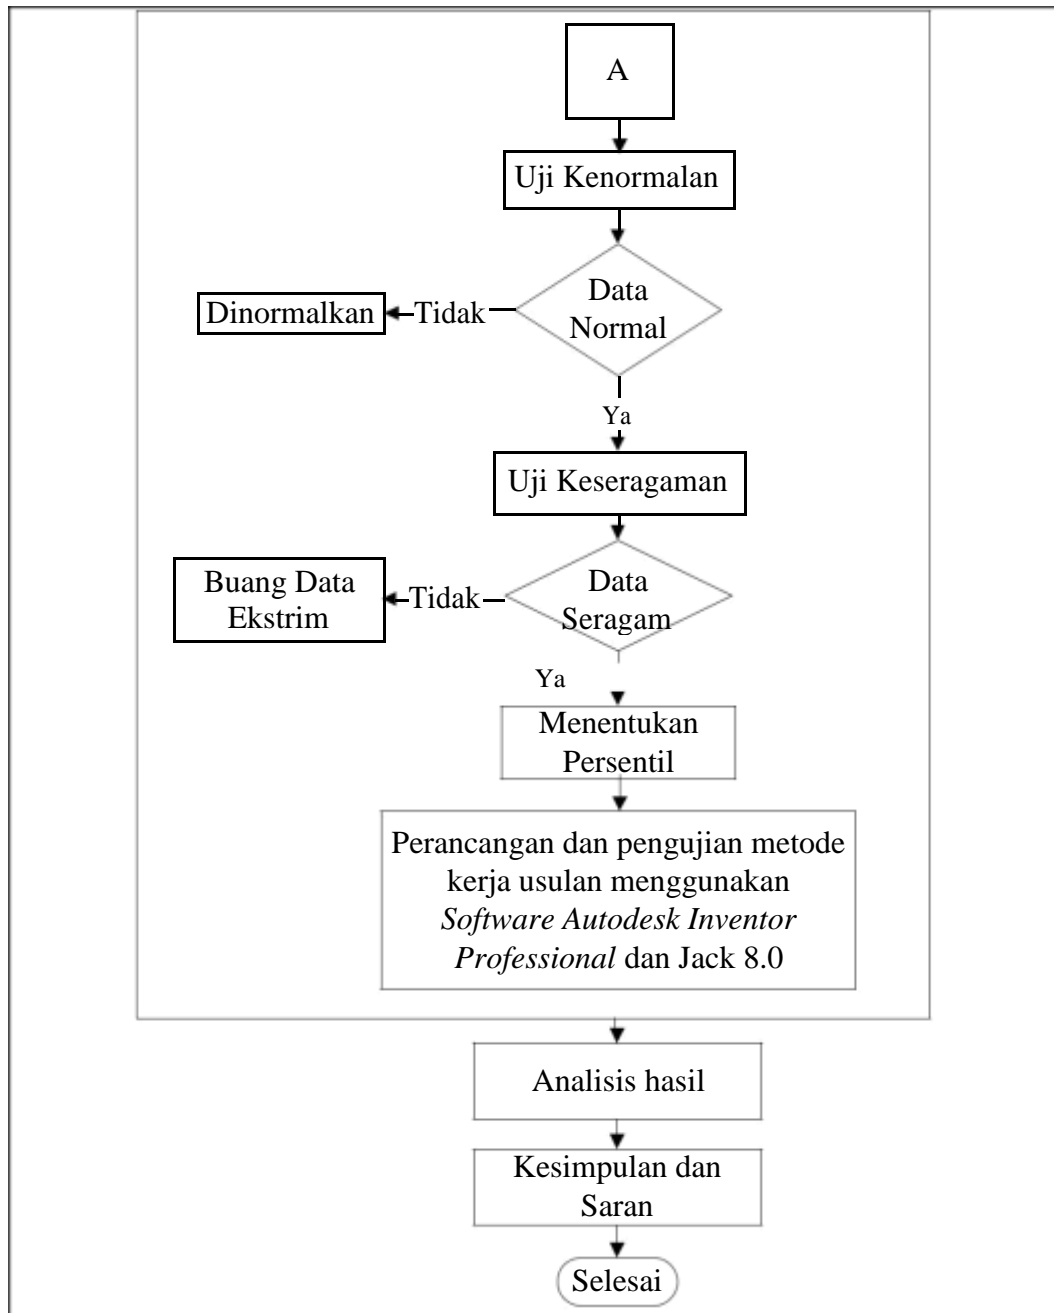 A
Uji Kenormalan
Data
Normal
Tidak
Dinormalkan
Ya
Uji Keseragaman
Data
Seragam
Tidak
Buang Data
Ekstrim
Ya
Menentukan
Persentil
Perancangan dan pengujian metode
kerja usulan menggunakan
Software Autodesk Inventor
Professional dan Jack 8.0
Analisis hasil
Kesimpulan dan
Saran
Selesai